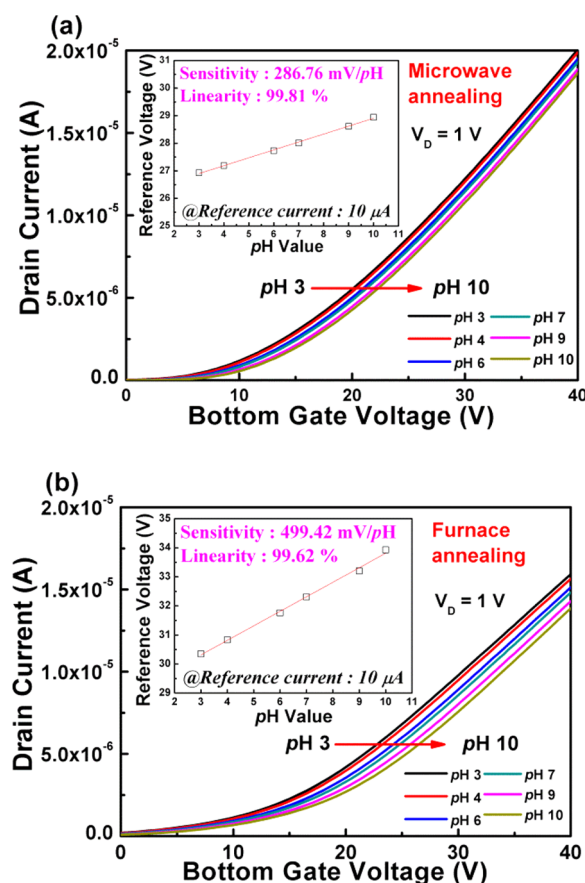 (a)
2.0x10⁻⁵
1.5x10⁻⁵
1.0x10⁻⁵
5.0x10⁻⁶
0.0
Drain Current (A)
0 10 20 30 40
Bottom Gate Voltage (V)
Reference Voltage (V)
31
30
29
28
27
26
25
2 3 4 5 6 7 8 9 10 11
pH Value
Sensitivity : 286.76 mV/pH
Linearity : 99.81 %
@Reference current : 10 μA
Microwave
annealing
V_D = 1 V
pH 3 pH 10
pH 3 pH 7
pH 4 pH 9
pH 6 pH 10
(b)
2.0x10⁻⁵
1.5x10⁻⁵
1.0x10⁻⁵
5.0x10⁻⁶
0.0
Drain Current (A)
0 10 20 30 40
Bottom Gate Voltage (V)
Reference Voltage (V)
35
34
33
32
31
30
29
2 3 4 5 6 7 8 9 10 11
pH Value
Sensitivity : 499.42 mV/pH
Linearity : 99.62 %
@Reference current : 10 μA
Furnace
annealing
V_D = 1 V
pH 3 pH 10
pH 3 pH 7
pH 4 pH 9
pH 6 pH 10